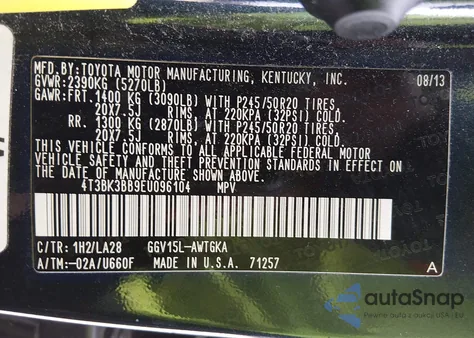 MFD.BY:TOYOTA MOTOR MANUFACTURING, KENTUCKY, INC. 08/13
GVWR:2390KG (5270LB)
GAWR:FRT. 1400 KG (3090LB) WITH P245/50R20 TIRES
20X7.5J RIMS, AT 220KPA (32PSI) COLD.
RR. 1300 KG (2870LB) WITH P245/50R20 TIRES
20X7.5J RIMS, AT 220KPA (32PSI) COLD.
THIS VEHICLE CONFORMS TO ALL APPLICABLE FEDERAL MOTOR
VEHICLE SAFETY AND THEFT PREVENTION STANDARDS IN EFFECT ON
THE DATE OF MANUFACTURE SHOWN ABOVE.
4T3BK3BB9EU096104 MPV
C/TR: 1H2/LA28 GGV15L-AWTGKA
A/TM:-02A/U660F MADE IN U.S.A. 71257 A
autoSnap
Pewne auto z USA i Kanady